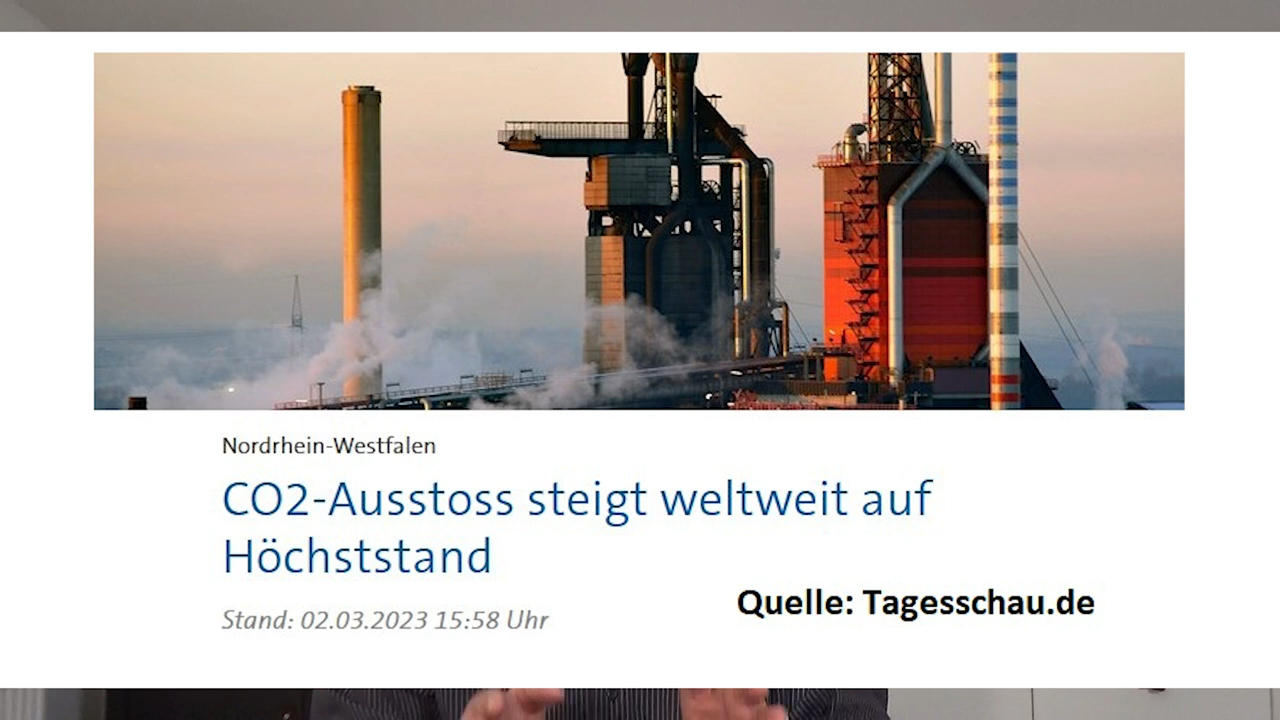 Nordrhein-Westfalen
CO2-Ausstoss steigt weltweit auf
Höchststand
Stand: 02.03.2023 15:58 Uhr
Quelle: Tagesschau.de